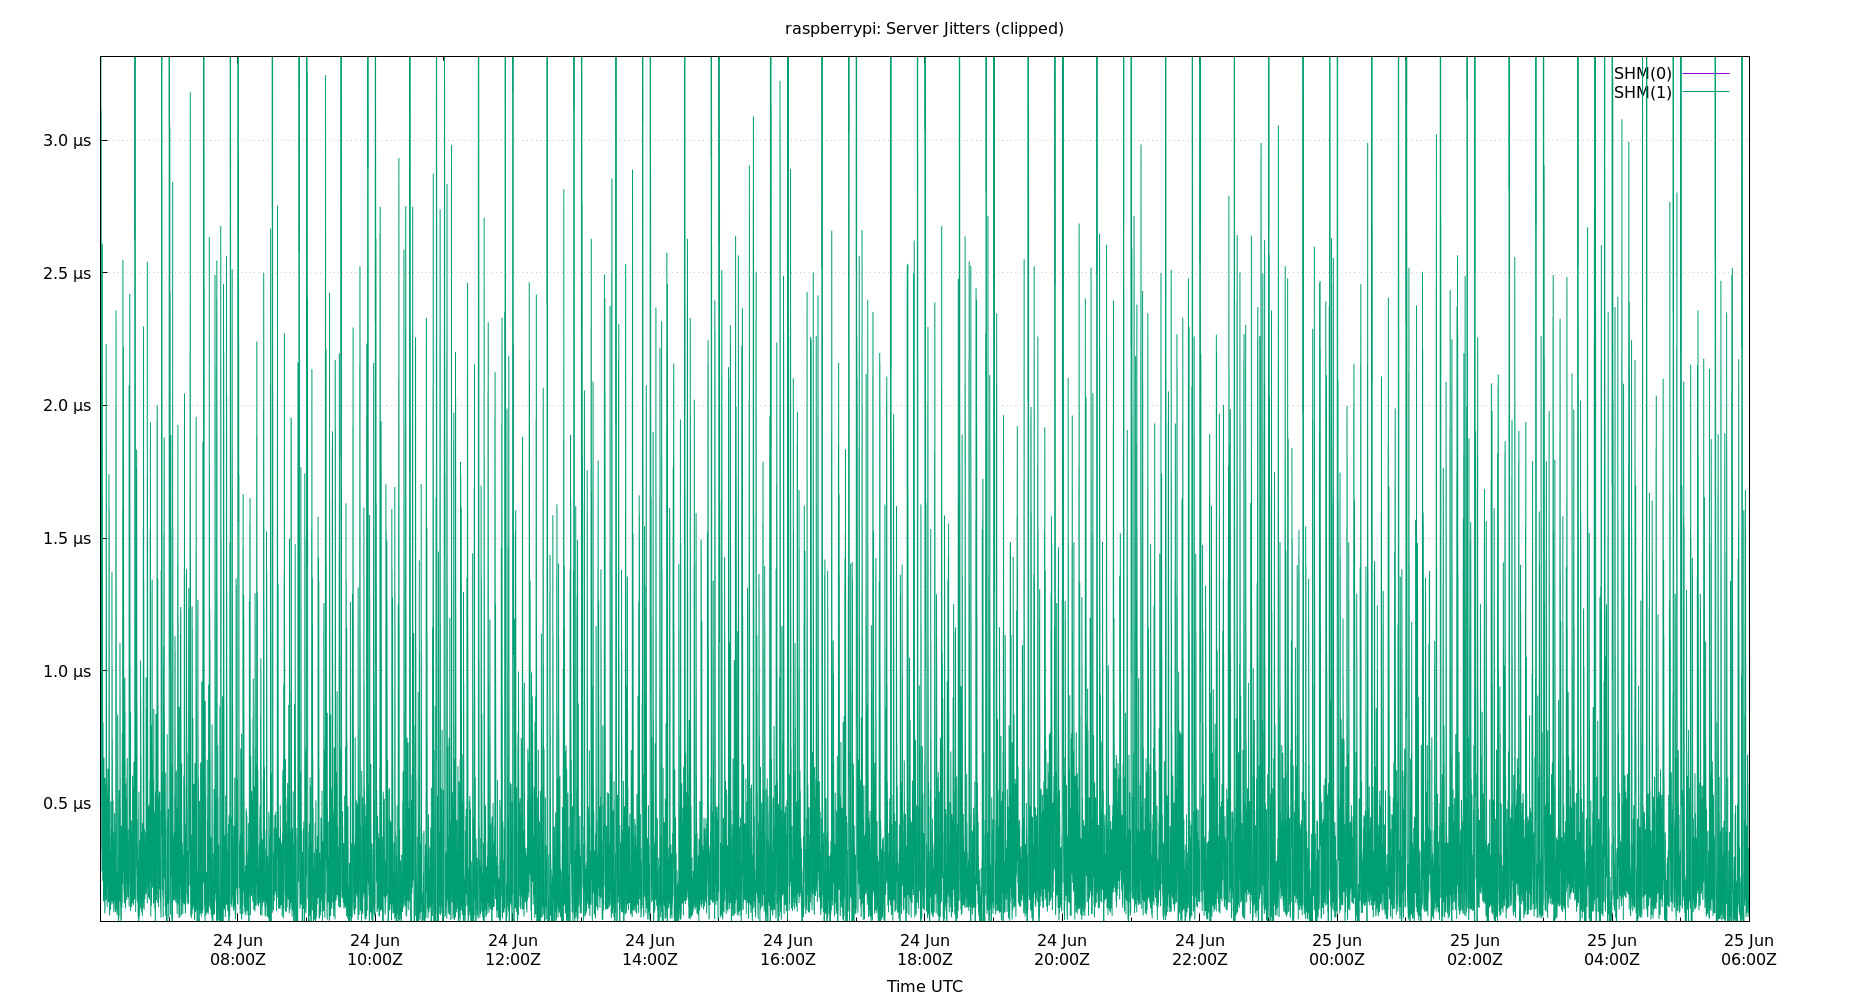 raspberrypi: Server Jitters (clipped)
SHM(0)
SHM(1)
3.0 µs
2.5 µs
2.0 µs
1.5 µs
1.0 µs
0.5 µs
24 Jun 24 Jun 24 Jun 24 Jun 24 Jun 24 Jun 24 Jun 24 Jun 25 Jun 25 Jun 25 Jun 25 Jun
08:00Z 10:00Z 12:00Z 14:00Z 16:00Z 18:00Z 20:00Z 22:00Z 00:00Z 02:00Z 04:00Z 06:00Z
Time UTC